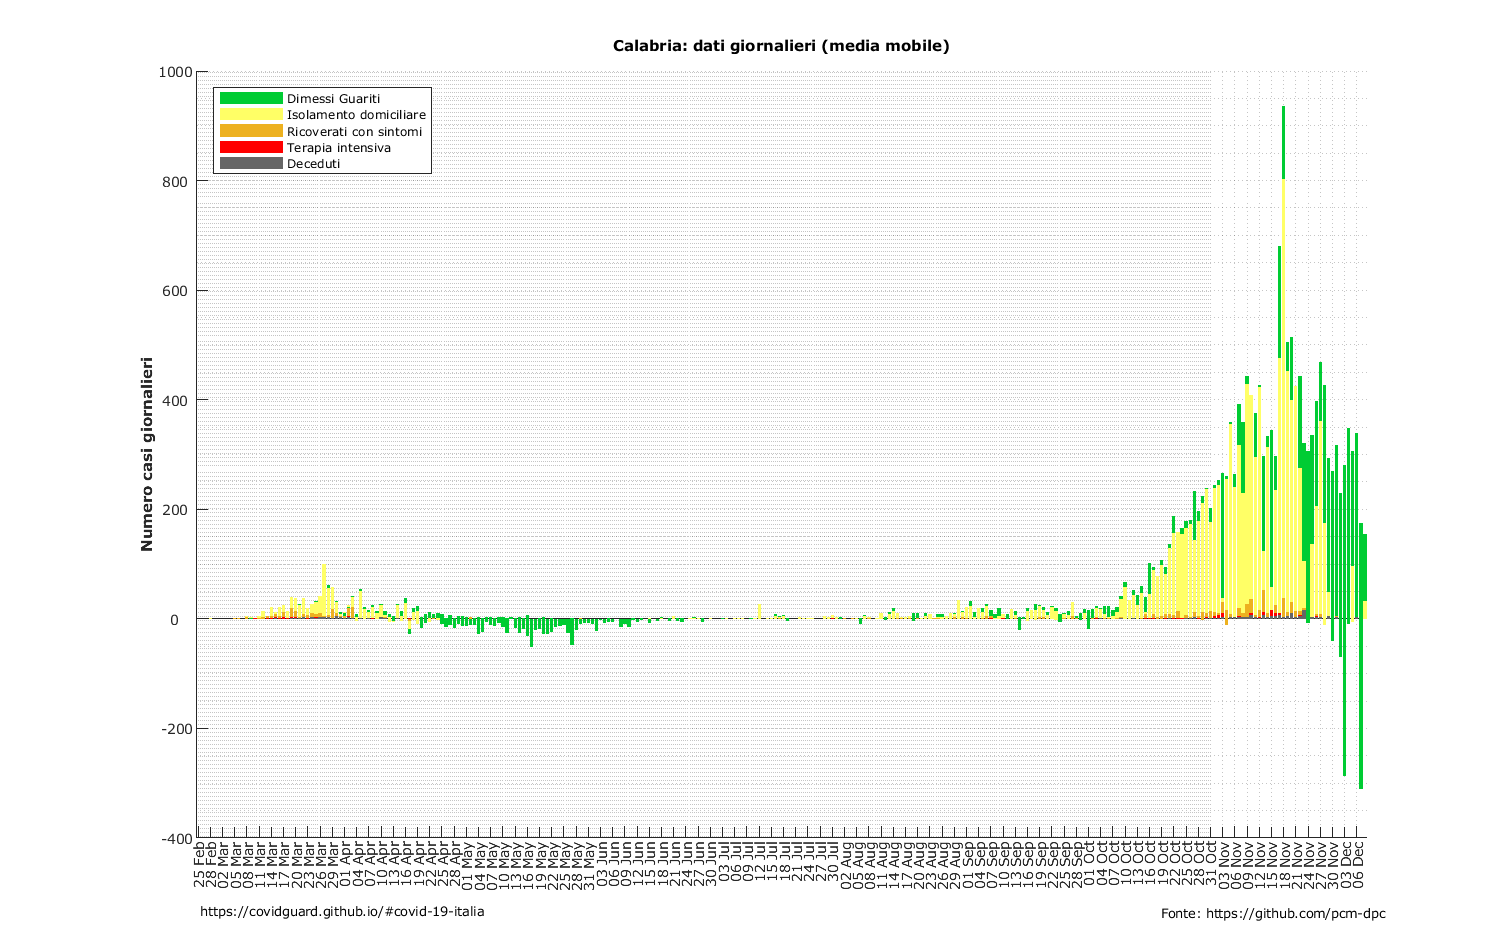 Calabria: dati giornalieri (media mobile)
1000
800
600
400
200
0
-200
-400
Numero casi giornalieri
Dimessi Guariti
Isolamento domiciliare
Ricoverati con sintomi
Terapia intensiva
Deceduti
25 Feb
28 Feb
02 Mar
05 Mar
08 Mar
11 Mar
14 Mar
17 Mar
20 Mar
23 Mar
26 Mar
29 Mar
01 Apr
04 Apr
07 Apr
10 Apr
13 Apr
16 Apr
19 Apr
22 Apr
25 Apr
28 Apr
01 May
04 May
07 May
10 May
13 May
16 May
19 May
22 May
25 May
28 May
31 May
03 Jun
06 Jun
09 Jun
12 Jun
15 Jun
18 Jun
21 Jun
24 Jun
27 Jun
30 Jun
03 Jul
06 Jul
09 Jul
12 Jul
15 Jul
18 Jul
21 Jul
24 Jul
27 Jul
30 Jul
02 Aug
05 Aug
08 Aug
11 Aug
14 Aug
17 Aug
20 Aug
23 Aug
26 Aug
29 Aug
01 Sep
04 Sep
07 Sep
10 Sep
13 Sep
16 Sep
19 Sep
22 Sep
25 Sep
28 Sep
01 Oct
04 Oct
07 Oct
10 Oct
13 Oct
16 Oct
19 Oct
22 Oct
25 Oct
28 Oct
31 Oct
03 Nov
06 Nov
09 Nov
12 Nov
15 Nov
18 Nov
21 Nov
24 Nov
27 Nov
30 Nov
03 Dec
06 Dec
https://covidguard.github.io/#covid-19-italia
Fonte: https://github.com/pcm-dpc